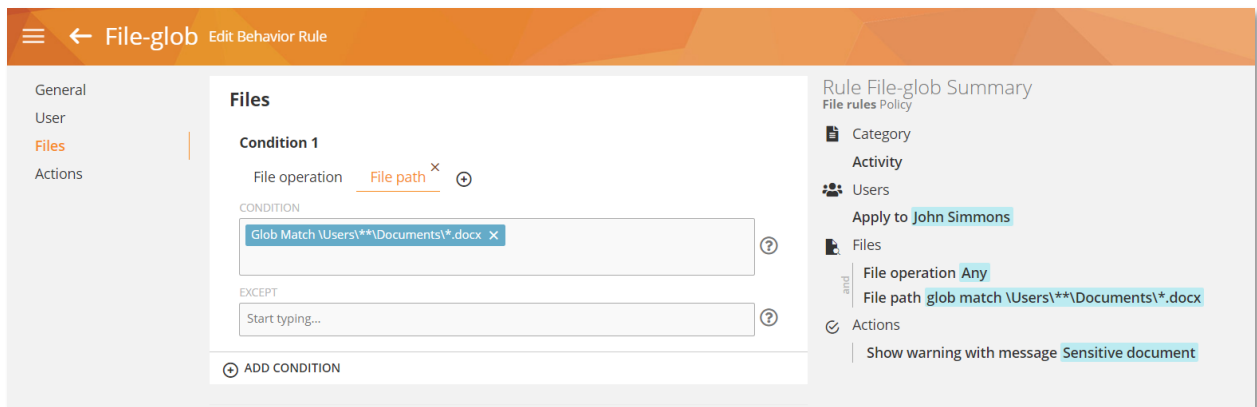 File-glob Edit Behavior Rule
General
User
Files
Actions
Files
Condition 1
File operation File path ×
CONDITION
Glob Match \Users\**\Documents\*.docx ×
EXCEPT
Start typing...
ADD CONDITION
Rule File-glob Summary
File rules Policy
Category
Activity
Users
Apply to John Simmons
Files
and
File operation Any
File path glob match \Users\**\Documents\*.docx
Actions
Show warning with message Sensitive document